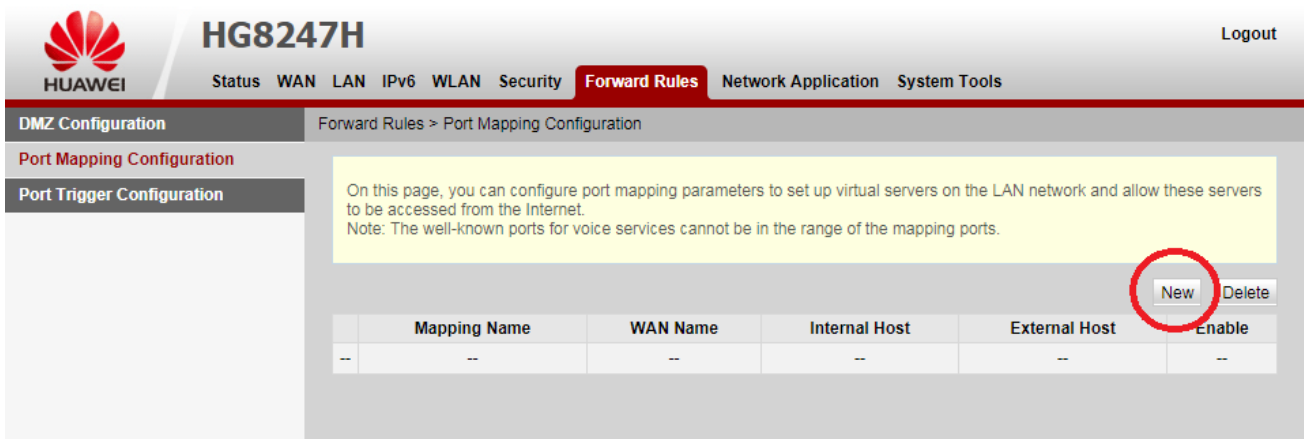 HG8247H
Logout
HUAWEI
Status WAN LAN IPv6 WLAN Security Forward Rules Network Application System Tools
DMZ Configuration
Forward Rules > Port Mapping Configuration
Port Mapping Configuration
Port Trigger Configuration
On this page, you can configure port mapping parameters to set up virtual servers on the LAN network and allow these servers
to be accessed from the Internet.
Note: The well-known ports for voice services cannot be in the range of the mapping ports.
New Delete
Mapping Name WAN Name Internal Host External Host Enable
-- -- -- -- -- --